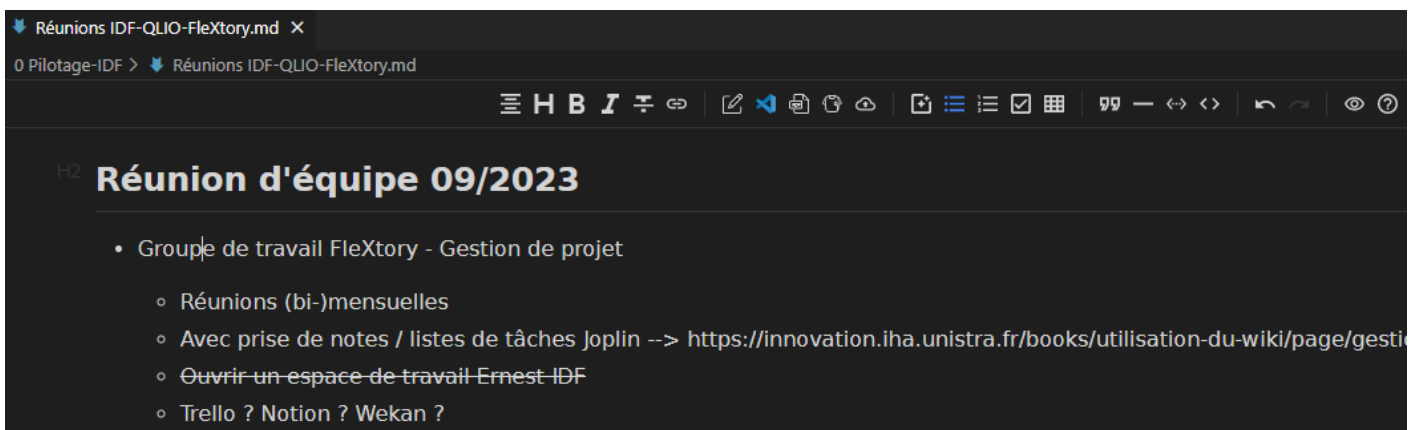 Réunions IDF-QLIO-FleXtory.md
0 Pilotage-IDF > Réunions IDF-QLIO-FleXtory.md
H B I
H2 Réunion d'équipe 09/2023
Groupe de travail FleXtory - Gestion de projet
Réunions (bi-)mensuelles
Avec prise de notes / listes de tâches Joplin --> https://innovation.iha.unistra.fr/books/utilisation-du-wiki/page/gesti
Ouvrir un espace de travail Ernest IDF
Trello ? Notion ? Wekan ?